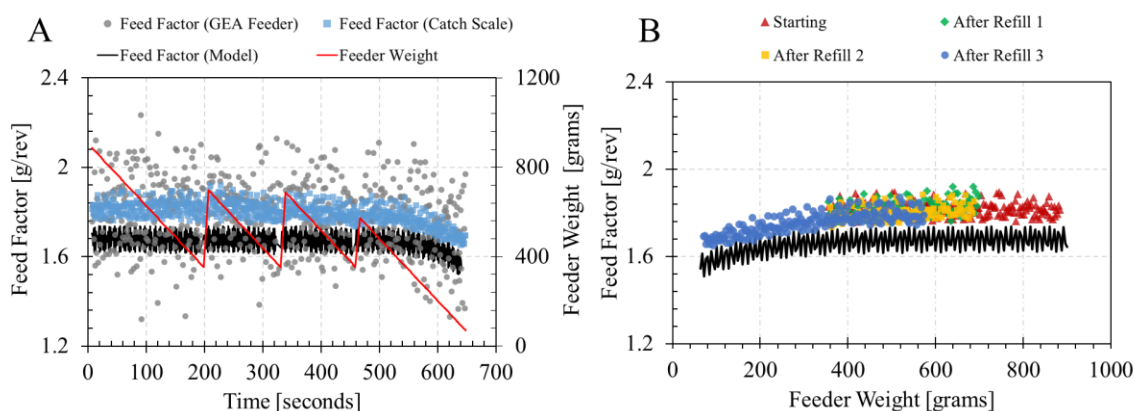 A
Feed Factor (GEA Feeder)
Feed Factor (Catch Scale)
Feed Factor (Model)
Feeder Weight
2.4
2
1.6
1.2
Feed Factor [g/rev]
1200
900
600
300
0
Feeder Weight [grams]
0 100 200 300 400 500 600 700
Time [seconds]
B
Starting
After Refill 1
After Refill 2
After Refill 3
2.4
2
1.6
1.2
Feed Factor [g/rev]
0 200 400 600 800 1000
Feeder Weight [grams]